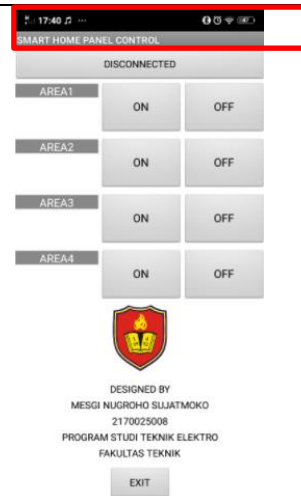 17:40
SMART HOME PANEL CONTROL
DISCONNECTED
AREA1
ON OFF
AREA2
ON OFF
AREA3
ON OFF
AREA4
ON OFF
DESIGNED BY
MESGI NUGROHO SUJATMOKO
2170025008
PROGRAM STUDI TEKNIK ELEKTRO
FAKULTAS TEKNIK
EXIT